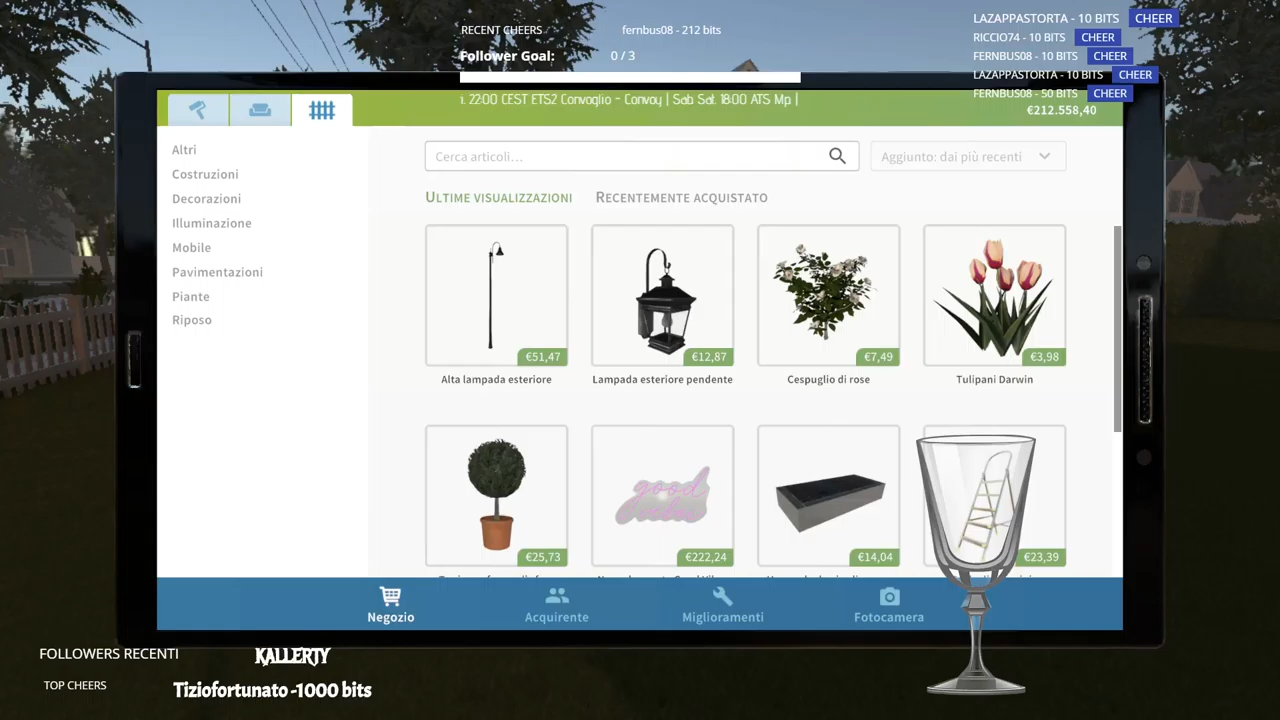 RECENT CHEERS
fernbus08 - 212 bits
Follower Goal:
0 / 3
LAZAPPASTORTA - 10 BITS CHEER
RICCIO74 - 10 BITS CHEER
FERNBUS08 - 10 BITS CHEER
LAZAPPASTORTA - 10 BITS CHEER
FERNBUS08 - 50 BITS CHEER
22:00 CEST ETS2 Convoglio - Convoy | Sab Sat. 18:00 ATS Mp |
€212.558,40
Altri
Costruzioni
Decorazioni
Illuminazione
Mobile
Pavimentazioni
Piante
Riposo
Cerca articoli...
Aggiunto: dai più recenti
ULTIME VISUALIZZAZIONI
RECENTEMENTE ACQUISTATO
€51,47
€12,87
€7,49
€3,98
Alta lampada esteriore
Lampada esteriore pendente
Cespuglio di rose
Tulipani Darwin
good
vibes
€25,73
€222,24
€14,04
€23,39
Negozio
Acquirente
Miglioramenti
Fotocamera
FOLLOWERS RECENTI
KALLERTY
TOP CHEERS
Tiziofortunato -1000 bits